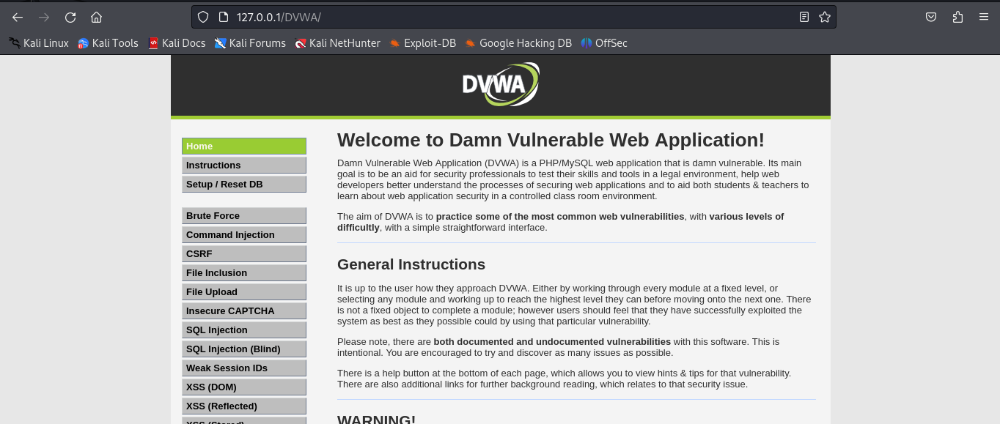 127.0.0.1/DVWA/
Kali Linux Kali Tools Kali Docs Kali Forums Kali NetHunter Exploit-DB Google Hacking DB OffSec
DVWA
Home
Instructions
Setup / Reset DB
Brute Force
Command Injection
CSRF
File Inclusion
File Upload
Insecure CAPTCHA
SQL Injection
SQL Injection (Blind)
Weak Session IDs
XSS (DOM)
XSS (Reflected)
XSS (Stored)
Welcome to Damn Vulnerable Web Application!
Damn Vulnerable Web Application (DVWA) is a PHP/MySQL web application that is damn vulnerable. Its main
goal is to be an aid for security professionals to test their skills and tools in a legal environment, help web
developers better understand the processes of securing web applications and to aid both students & teachers to
learn about web application security in a controlled class room environment.
The aim of DVWA is to practice some of the most common web vulnerabilities, with various levels of
difficultly, with a simple straightforward interface.
General Instructions
It is up to the user how they approach DVWA. Either by working through every module at a fixed level, or
selecting any module and working up to reach the highest level they can before moving onto the next one. There
is not a fixed object to complete a module; however users should feel that they have successfully exploited the
system as best as they possible could by using that particular vulnerability.
Please note, there are both documented and undocumented vulnerabilities with this software. This is
intentional. You are encouraged to try and discover as many issues as possible.
There is a help button at the bottom of each page, which allows you to view hints & tips for that vulnerability.
There are also additional links for further background reading, which relates to that security issue.
WARNING!